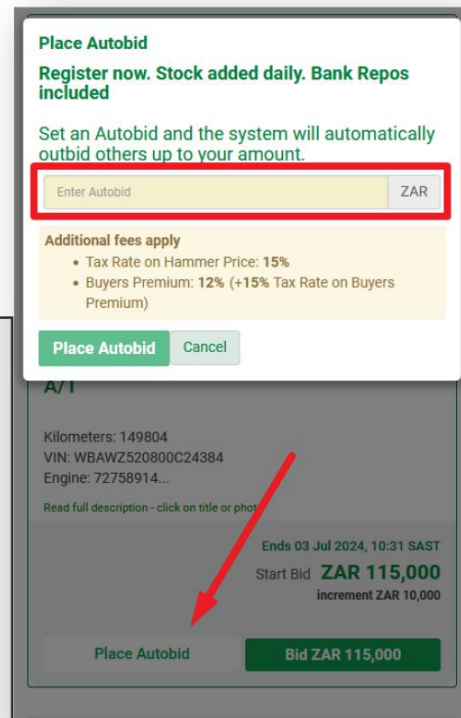 Place Autobid
Register now. Stock added daily. Bank Repos
included
Set an Autobid and the system will automatically
outbid others up to your amount.
Enter Autobid
ZAR
Additional fees apply
• Tax Rate on Hammer Price: 15%
• Buyers Premium: 12% (+15% Tax Rate on Buyers
Premium)
Place Autobid
Cancel
A/T
Kilometers: 149804
VIN: WBAWZ520800C24384
Engine: 72758914...
Read full description - click on title or phot
Ends 03 Jul 2024, 10:31 SAST
Start Bid ZAR 115,000
increment ZAR 10,000
Place Autobid
Bid ZAR 115,000